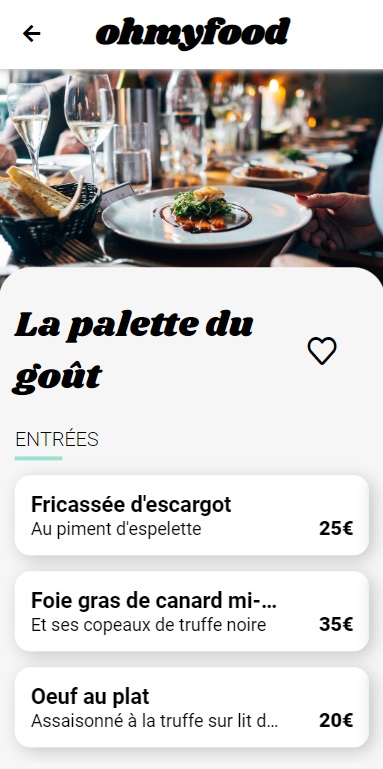 ohmyfood
La palette du
goût
ENTRÉES
Fricassée d'escargot
Au piment d'espelette
25€
Foie gras de canard mi-...
Et ses copeaux de truffe noire
35€
Oeuf au plat
Assaisonné à la truffe sur lit d...
20€